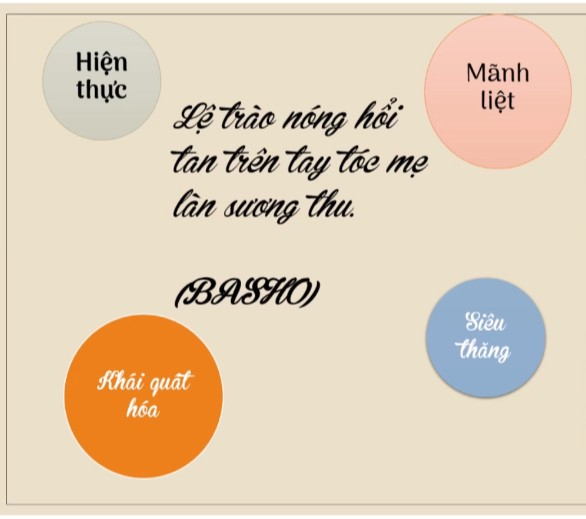 Hiện
thực
Mãnh
liệt
Lệ trào nóng hổi
tan trên tay tóc mẹ
làn sương thu.
(BASHO)
Siêu
thăng
Khái quát
hóa